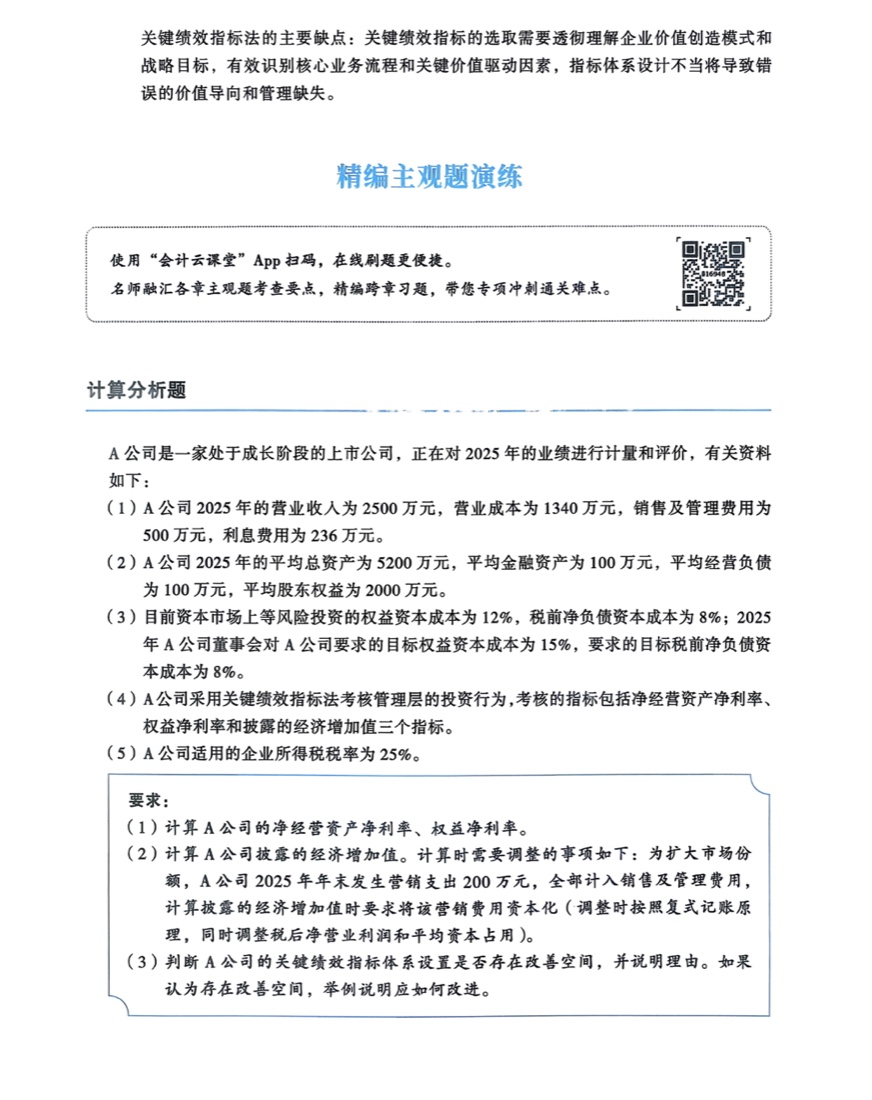 关键绩效指标法的主要缺点：关键绩效指标的选取需要透彻理解企业价值创造模式和
战略目标，有效识别核心业务流程和关键价值驱动因素，指标体系设计不当将导致错
误的价值导向和管理缺失。
精编主观题演练
使用“会计云课堂”App扫码，在线刷题更便捷。
名师融汇各章主观题考查要点，精编跨章习题，带您专项冲刺通关难点。
816948
计算分析题
A公司是一家处于成长阶段的上市公司，正在对2025年的业绩进行计量和评价，有关资料
如下：
（1）A公司2025年的营业收入为2500万元，营业成本为1340万元，销售及管理费用为
500万元，利息费用为236万元。
（2）A公司2025年的平均总资产为5200万元，平均金融资产为100万元，平均经营负债
为100万元，平均股东权益为2000万元。
（3）目前资本市场上等风险投资的权益资本成本为12%，税前净负债资本成本为8%；2025
年A公司董事会对A公司要求的目标权益资本成本为15%，要求的目标税前净负债资
本成本为8%。
（4）A公司采用关键绩效指标法考核管理层的投资行为，考核的指标包括净经营资产净利率、
权益净利率和披露的经济增加值三个指标。
（5）A公司适用的企业所得税税率为25%。
要求：
（1）计算A公司的净经营资产净利率、权益净利率。
（2）计算A公司披露的经济增加值。计算时需要调整的事项如下：为扩大市场份
额，A公司2025年年末发生营销支出200万元，全部计入销售及管理费用，
计算披露的经济增加值时要求将该营销费用资本化（调整时按照复式记账原
理，同时调整税后净营业利润和平均资本占用）。
（3）判断A公司的关键绩效指标体系设置是否存在改善空间，并说明理由。如果
认为存在改善空间，举例说明应如何改进。